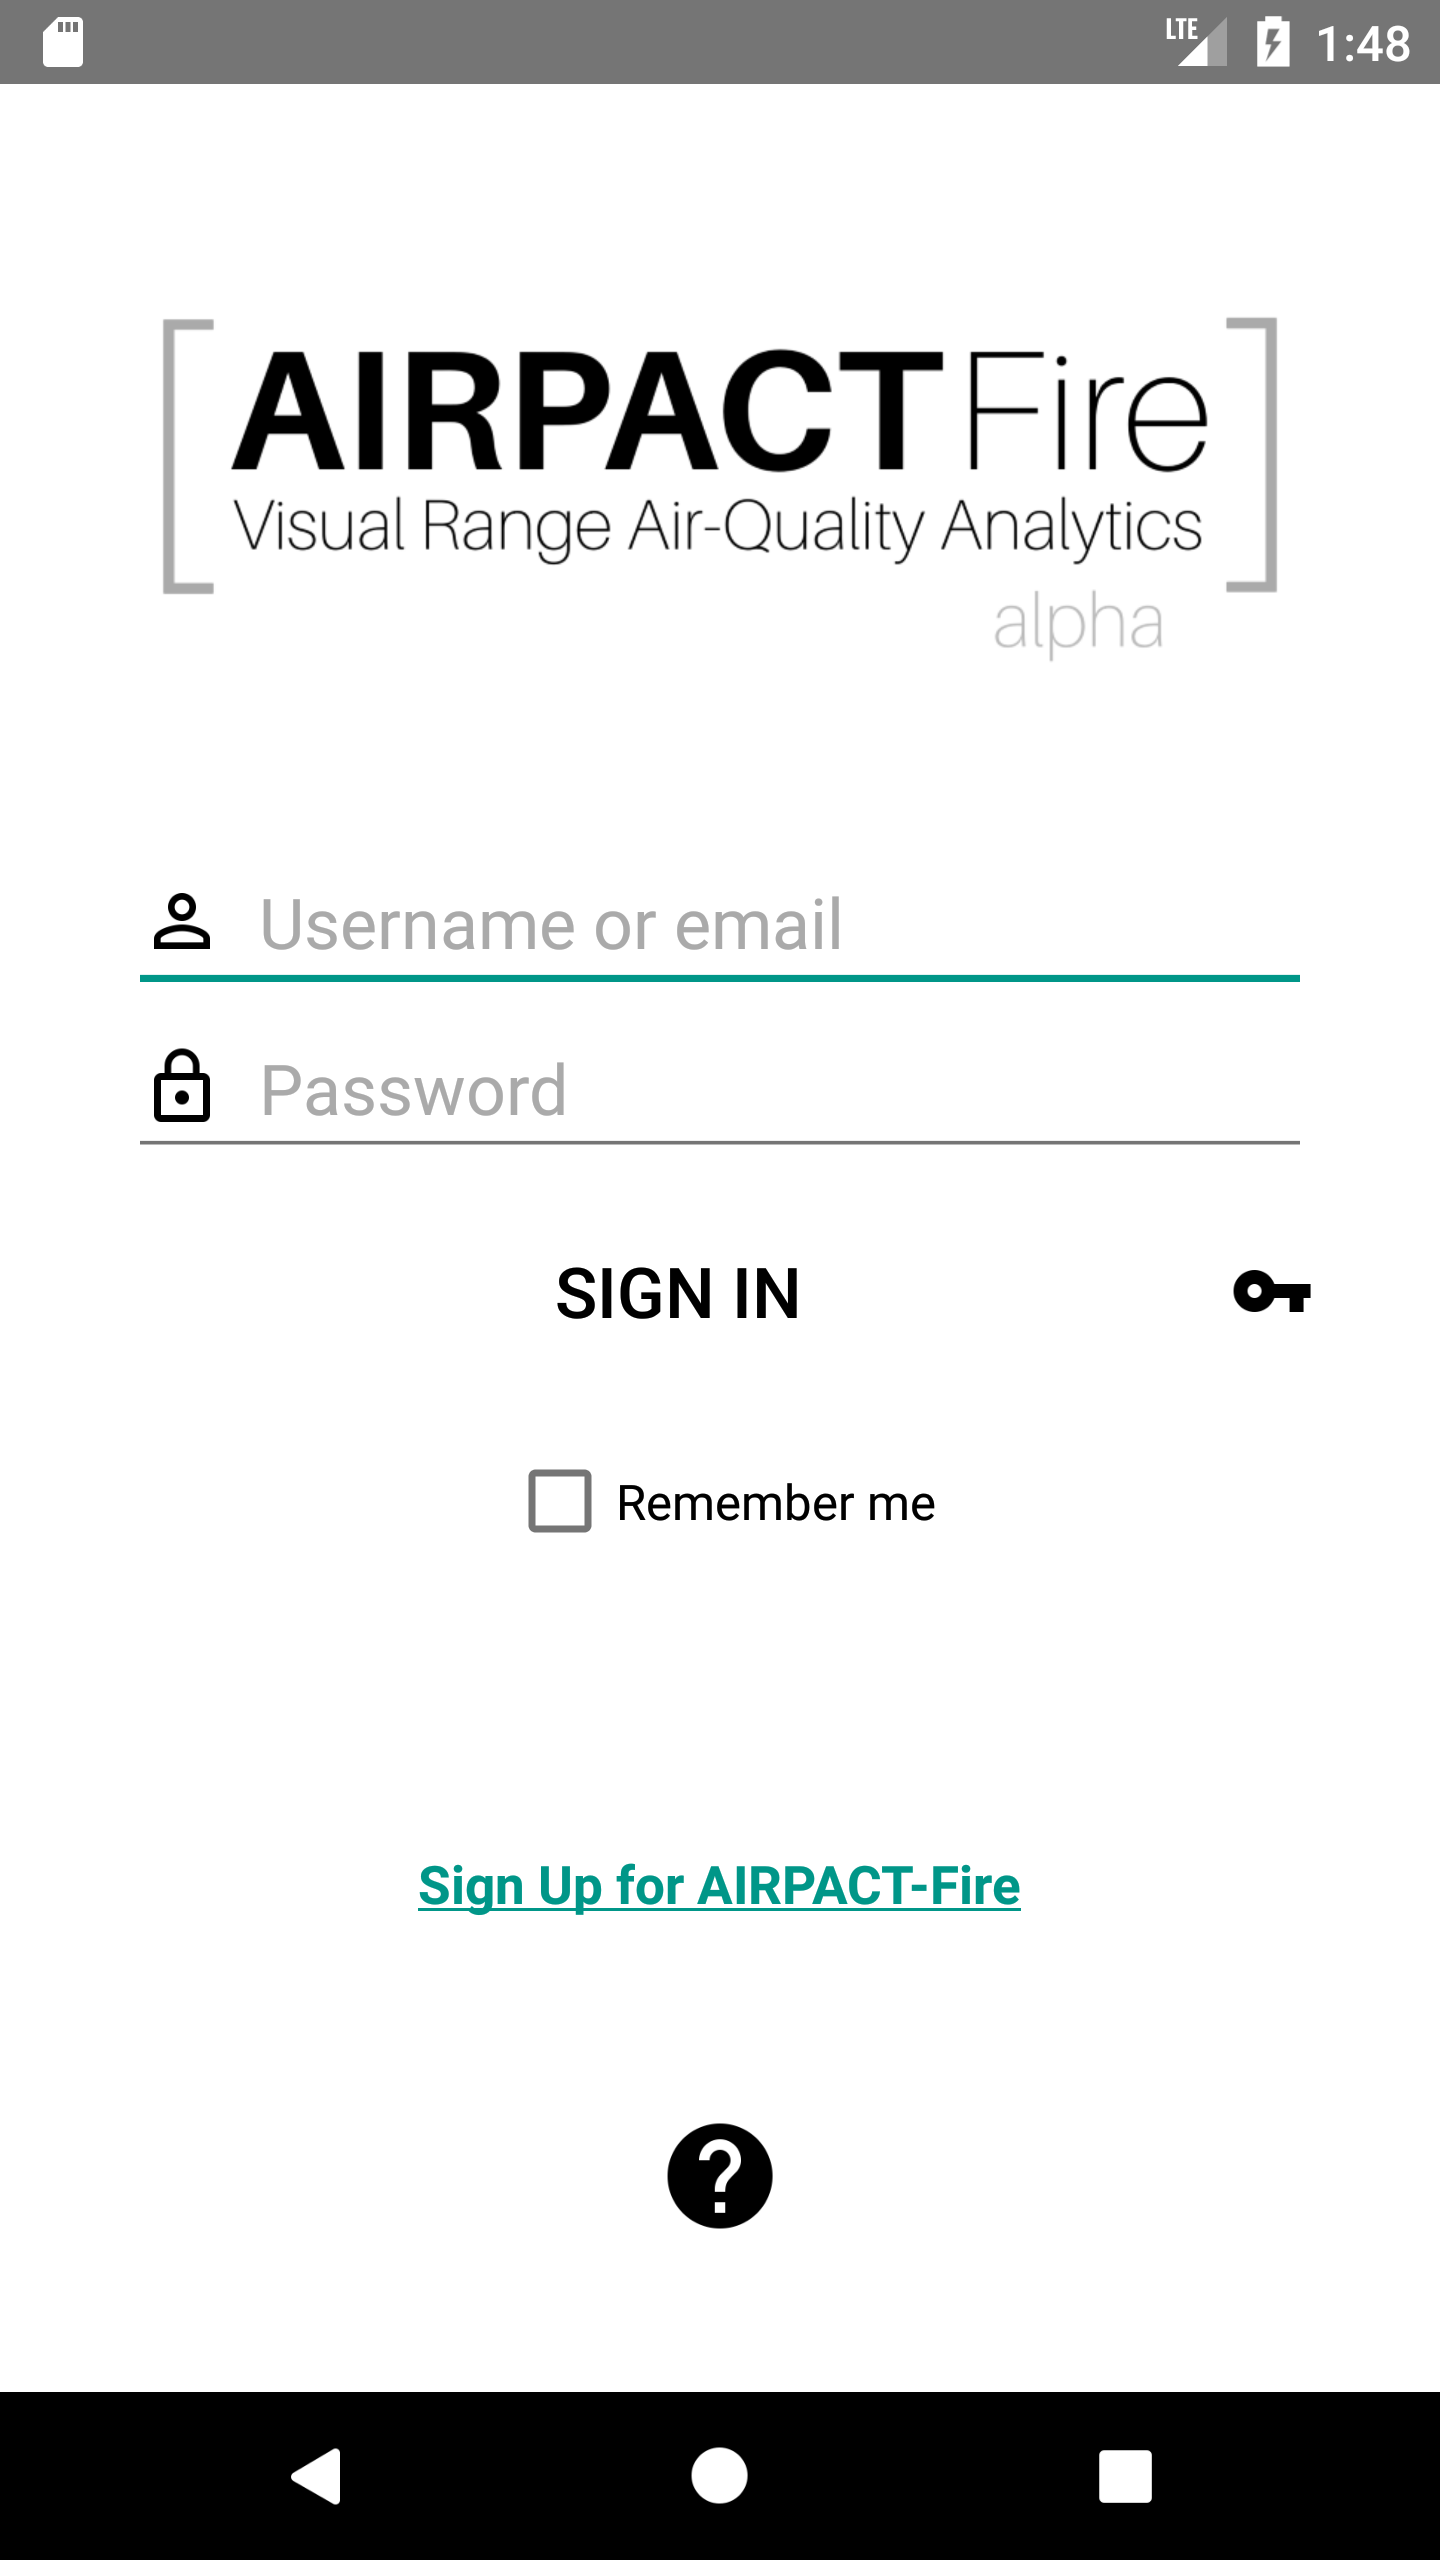 LTE 1:48
AIRPACT Fire
Visual Range Air-Quality Analytics
alpha
Username or email
Password
SIGN IN
Remember me
Sign Up for AIRPACT-Fire